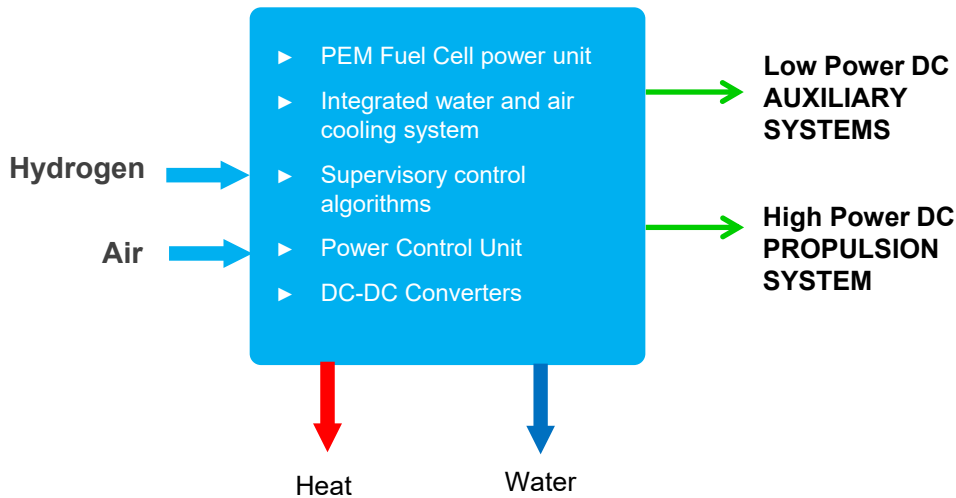 ► PEM Fuel Cell power unit
► Integrated water and air
cooling system
► Supervisory control
algorithms
► Power Control Unit
► DC-DC Converters
Hydrogen
Air
Low Power DC
AUXILIARY
SYSTEMS
High Power DC
PROPULSION
SYSTEM
Heat
Water